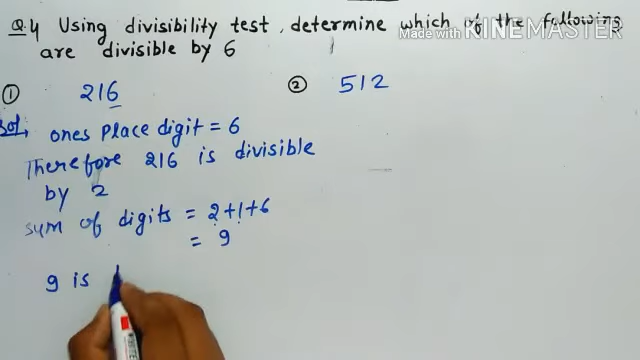 Q.4 Using divisibility test, determine which of the following
are divisible by 6
Made with KINEMASTER
① 216 ② 512
Sol. ones place digit = 6
Therefore 216 is divisible
by 2
sum of digits = 2+1+6
= 9
9 is